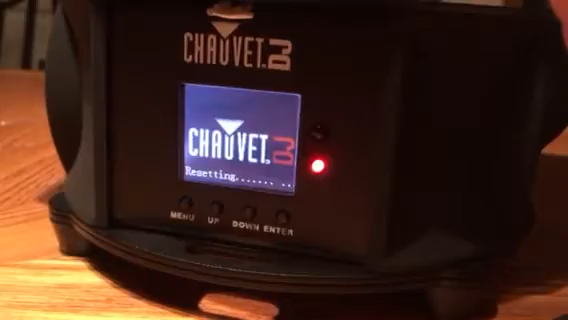 CHAUVET DJ
CHAUVET DJ
Resetting....... ..
MENU UP DOWN ENTER